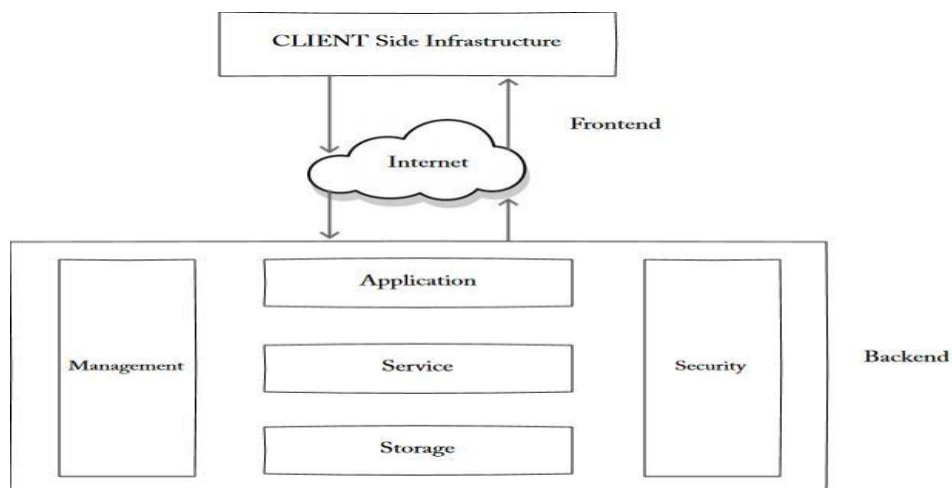 CLIENT Side Infrastructure
Frontend
Internet
Application
Management
Service
Security
Backend
Storage